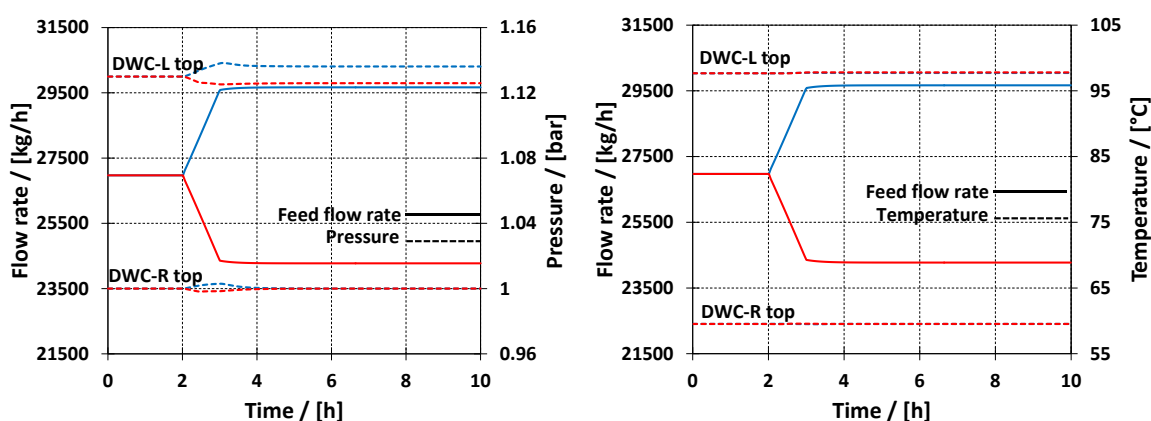 31500
29500
27500
25500
23500
21500
Flow rate / [kg/h]
DWC-L top
Feed flow rate
Pressure
DWC-R top
1.16
1.12
1.08
1.04
1
0.96
Pressure / [bar]
0 2 4 6 8 10
Time / [h]
31500
29500
27500
25500
23500
21500
Flow rate / [kg/h]
DWC-L top
Feed flow rate
Temperature
DWC-R top
105
95
85
75
65
55
Temperature / [°C]
0 2 4 6 8 10
Time / [h]